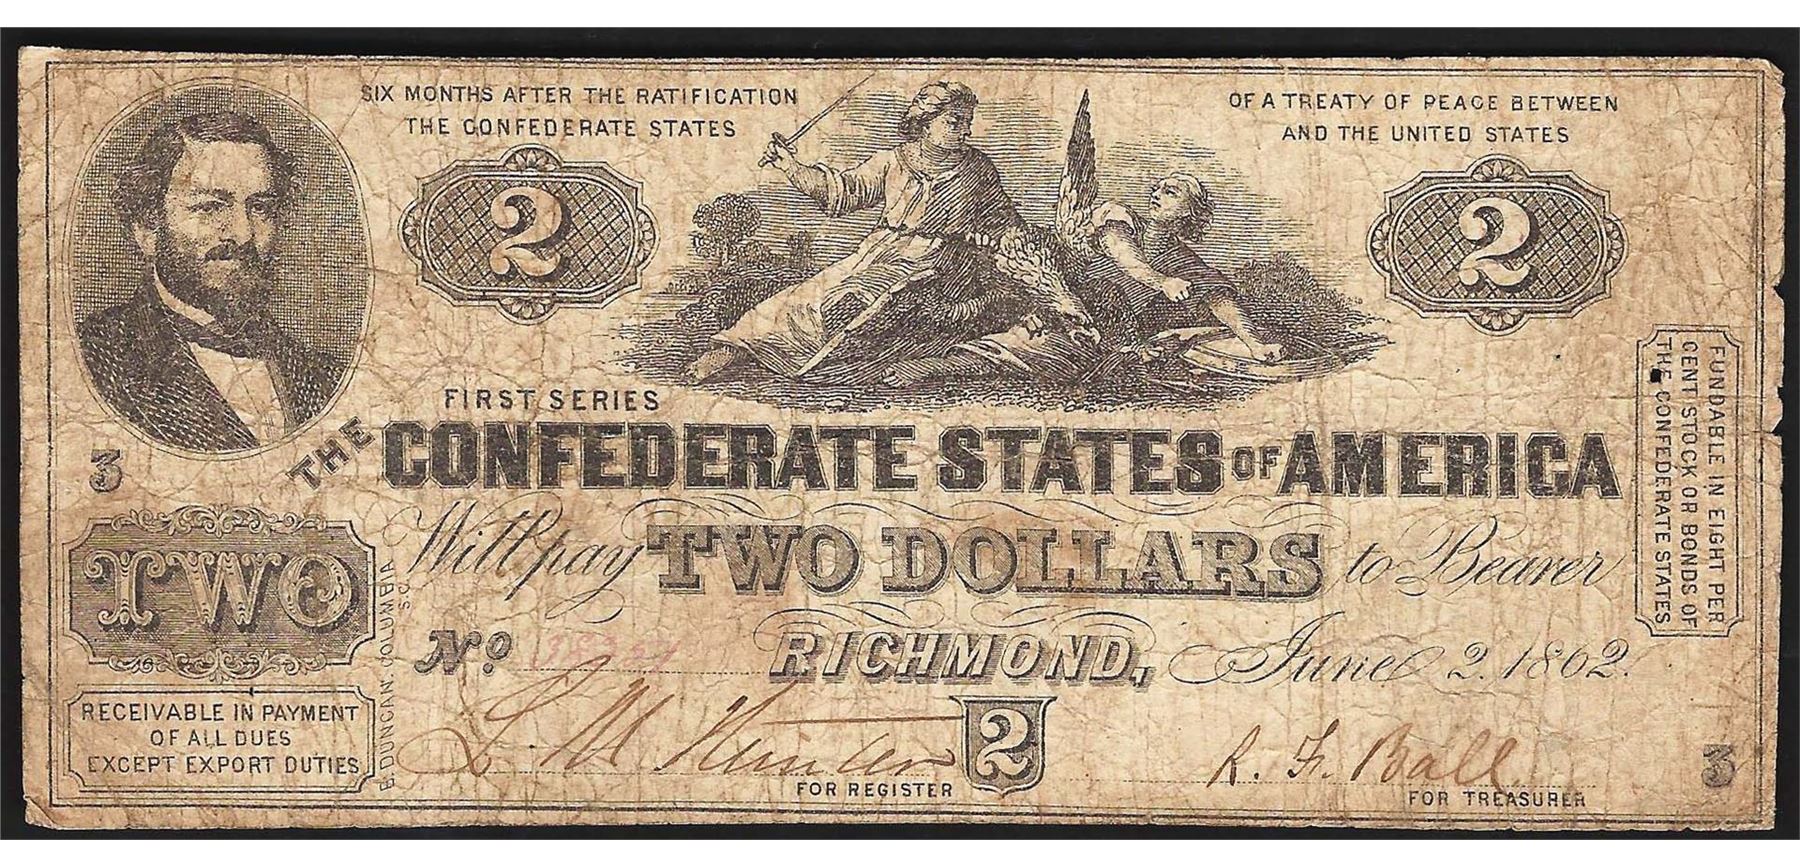 SIX MONTHS AFTER THE RATIFICATION OF A TREATY OF PEACE BETWEEN
THE CONFEDERATE STATES AND THE UNITED STATES
2 2
FIRST SERIES
THE CONFEDERATE STATES OF AMERICA
3
Will pay TWO DOLLARS to Bearer
TWO
No
RICHMOND, June 2. 1862.
RECEIVABLE IN PAYMENT
OF ALL DUES
EXCEPT EXPORT DUTIES
B. DUNCAN. COLUMBIA
S.C.
FOR REGISTER
2
R. F. Ball
FOR TREASURER
3
FUNDABLE IN EIGHT PER
CENT STOCK OR BONDS OF
THE CONFEDERATE STATES